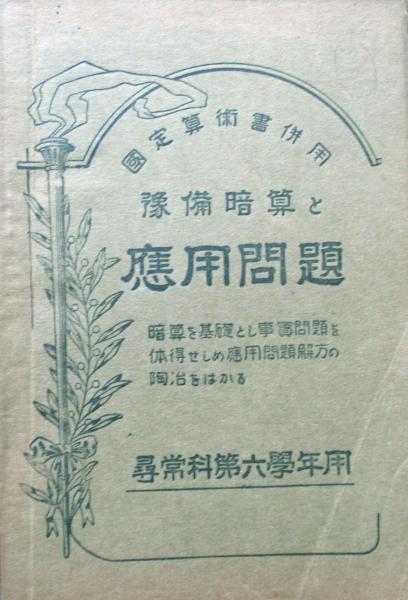 國定算術書併用
豫備暗算と
應用問題
暗算を基礎とし事實問題を
体得せしめ應用問題解方の
陶冶をはかる
尋常科第六學年用